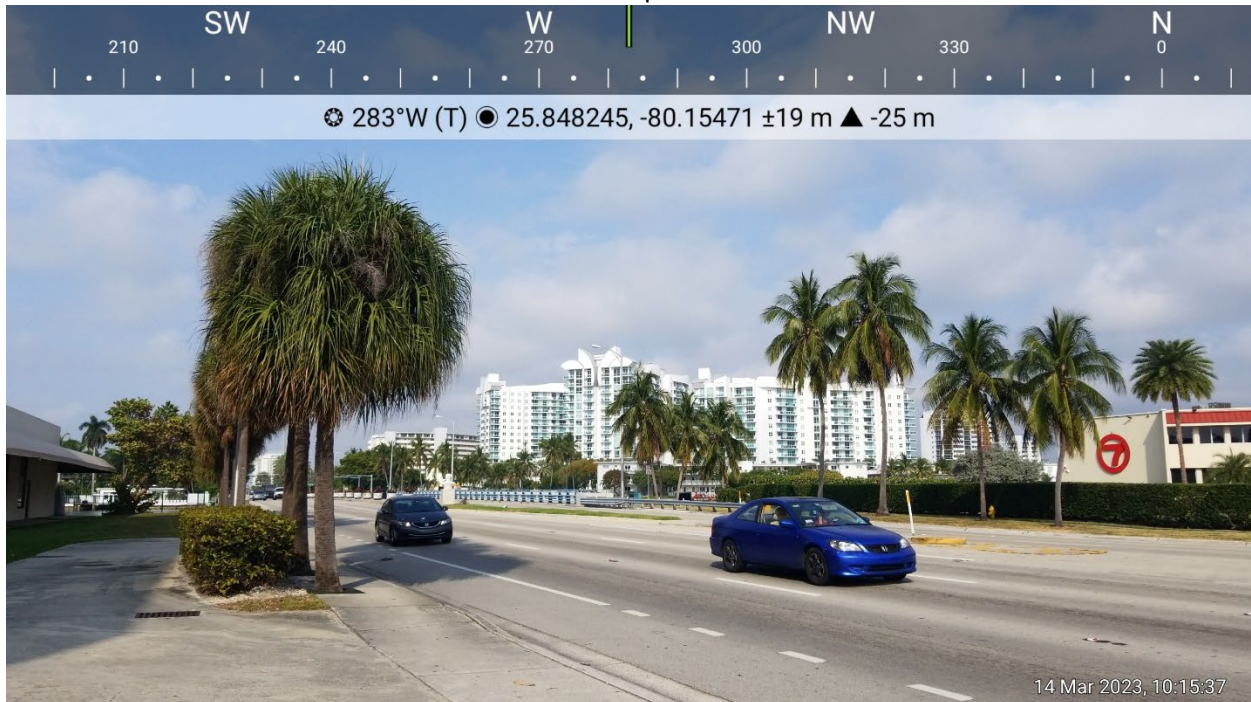 SW W NW N
210 240 270 300 330 0
283°W (T) 25.848245, -80.15471 ±19 m ▲ -25 m
7
14 Mar 2023, 10:15:37